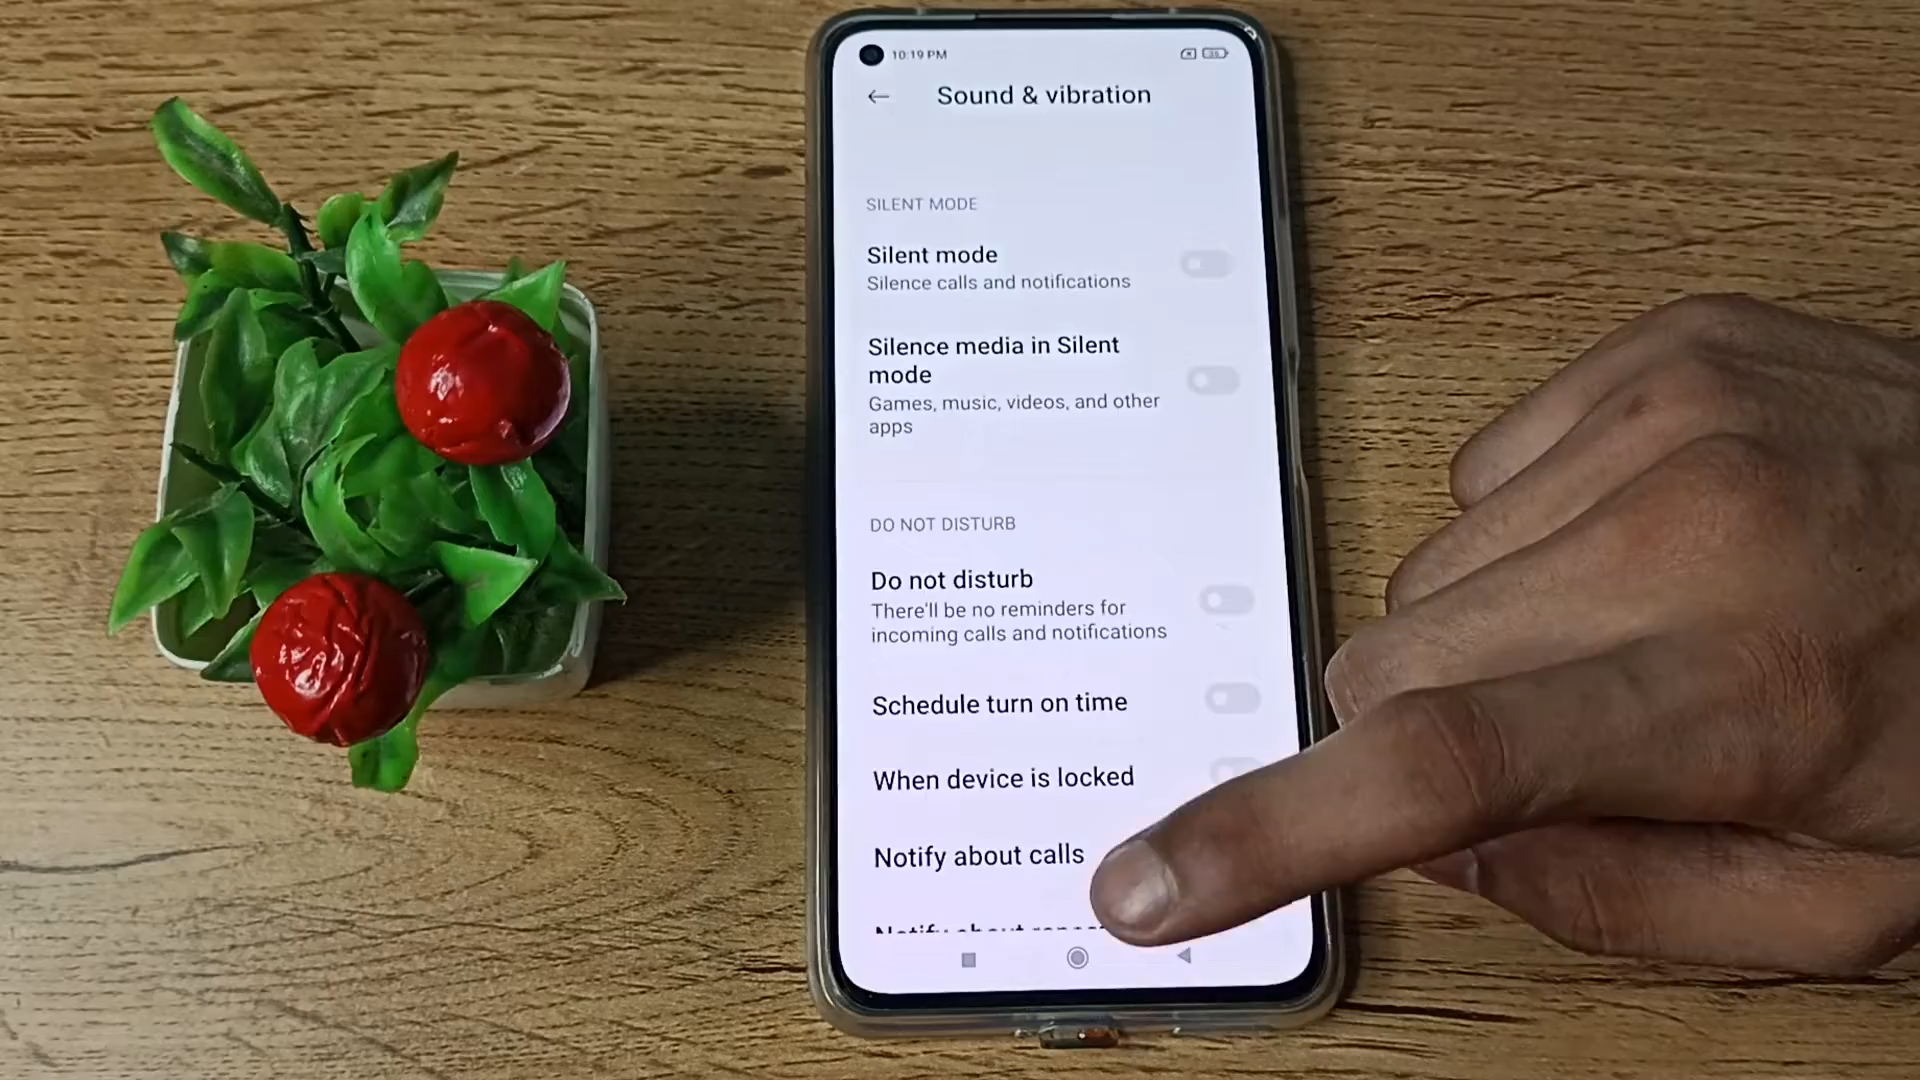 10:19 PM
Sound & vibration
SILENT MODE
Silent mode
Silence calls and notifications
Silence media in Silent
mode
Games, music, videos, and other
apps
DO NOT DISTURB
Do not disturb
There'll be no reminders for
incoming calls and notifications
Schedule turn on time
When device is locked
Notify about calls
Notify about